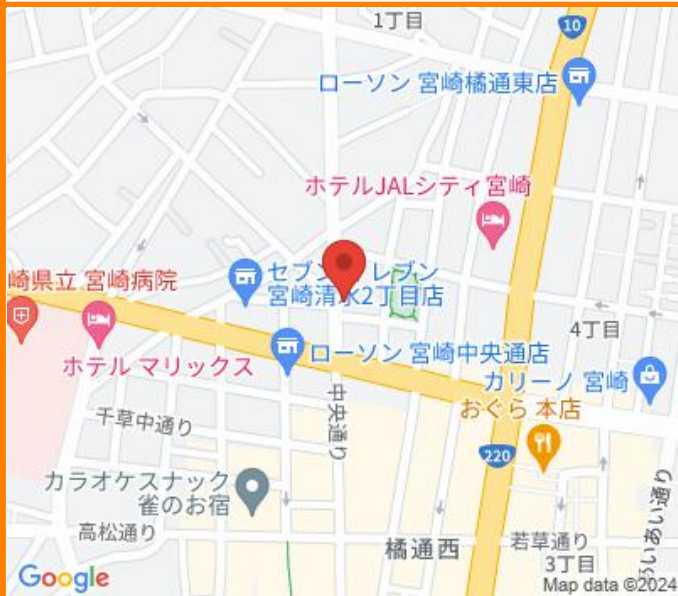 1丁目
10
ローソン 宮崎橘通東店
ホテルJALシティ宮崎
崎県立 宮崎病院
セブン レブン
宮崎清水2丁目店
4丁目
ホテル マリックス
ローソン 宮崎中央通店
カリーノ 宮崎
おぐら 本店
中央通り
千草中通り
220
カラオケスナック
雀のお宿
高松通り
橘通西
若草通り
3丁目
あい通り
Google
Map data ©2024